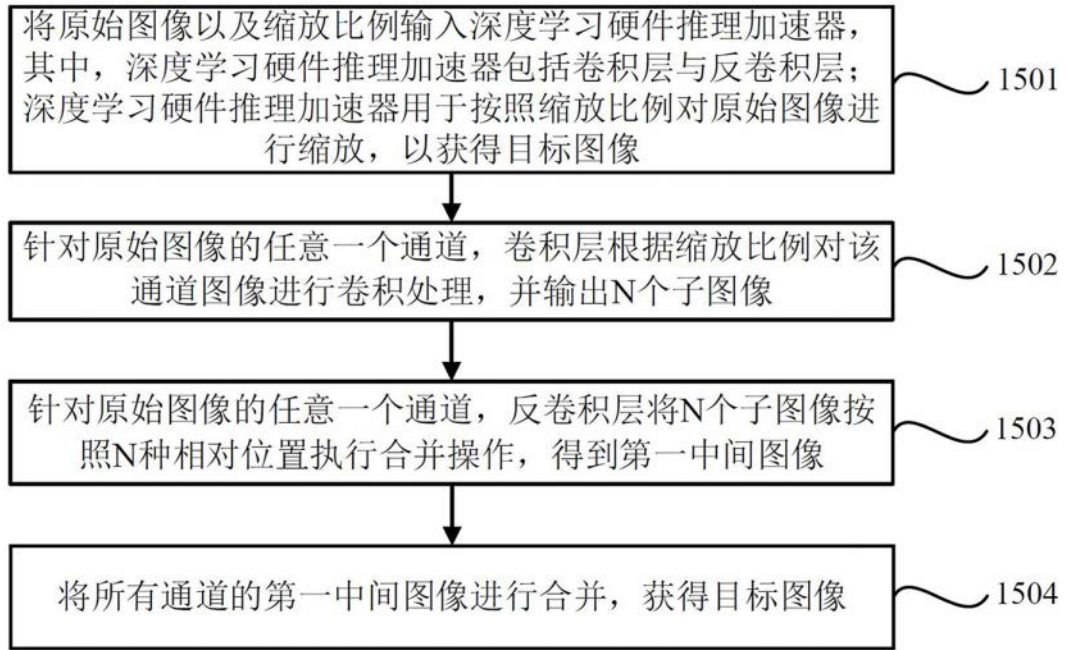 将原始图像以及缩放比例输入深度学习硬件推理加速器，
其中，深度学习硬件推理加速器包括卷积层与反卷积层；
深度学习硬件推理加速器用于按照缩放比例对原始图像进
行缩放，以获得目标图像
1501
针对原始图像的任意一个通道，卷积层根据缩放比例对该
通道图像进行卷积处理，并输出N个子图像
1502
针对原始图像的任意一个通道，反卷积层将N个子图像按
照N种相对位置执行合并操作，得到第一中间图像
1503
将所有通道的第一中间图像进行合并，获得目标图像
1504